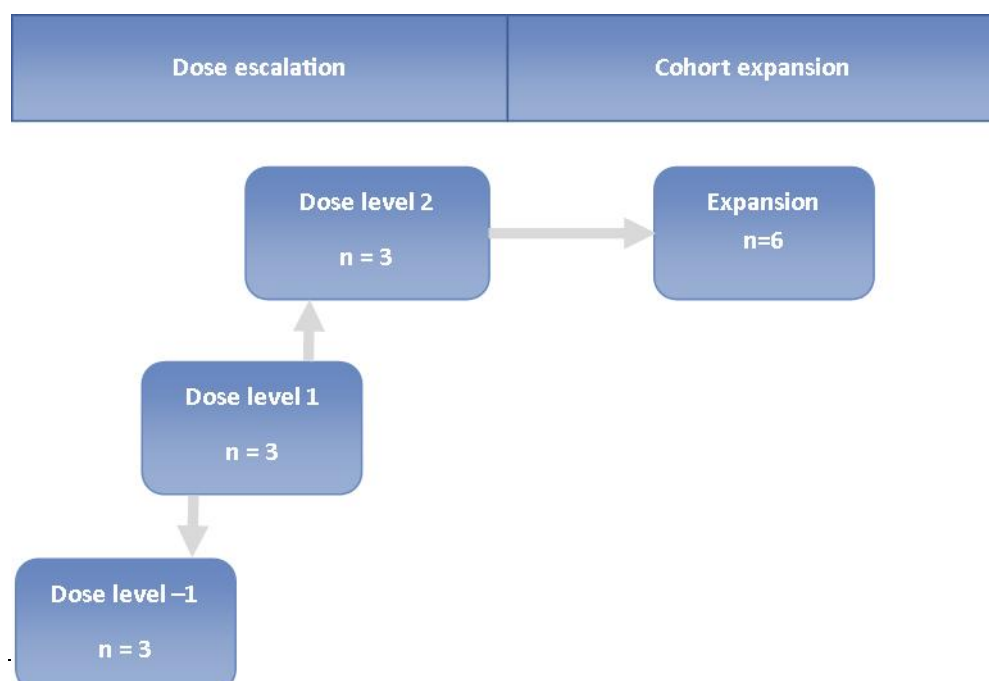 Dose escalation
Cohort expansion
Dose level 2
n = 3
Expansion
n=6
Dose level 1
n = 3
Dose level –1
n = 3